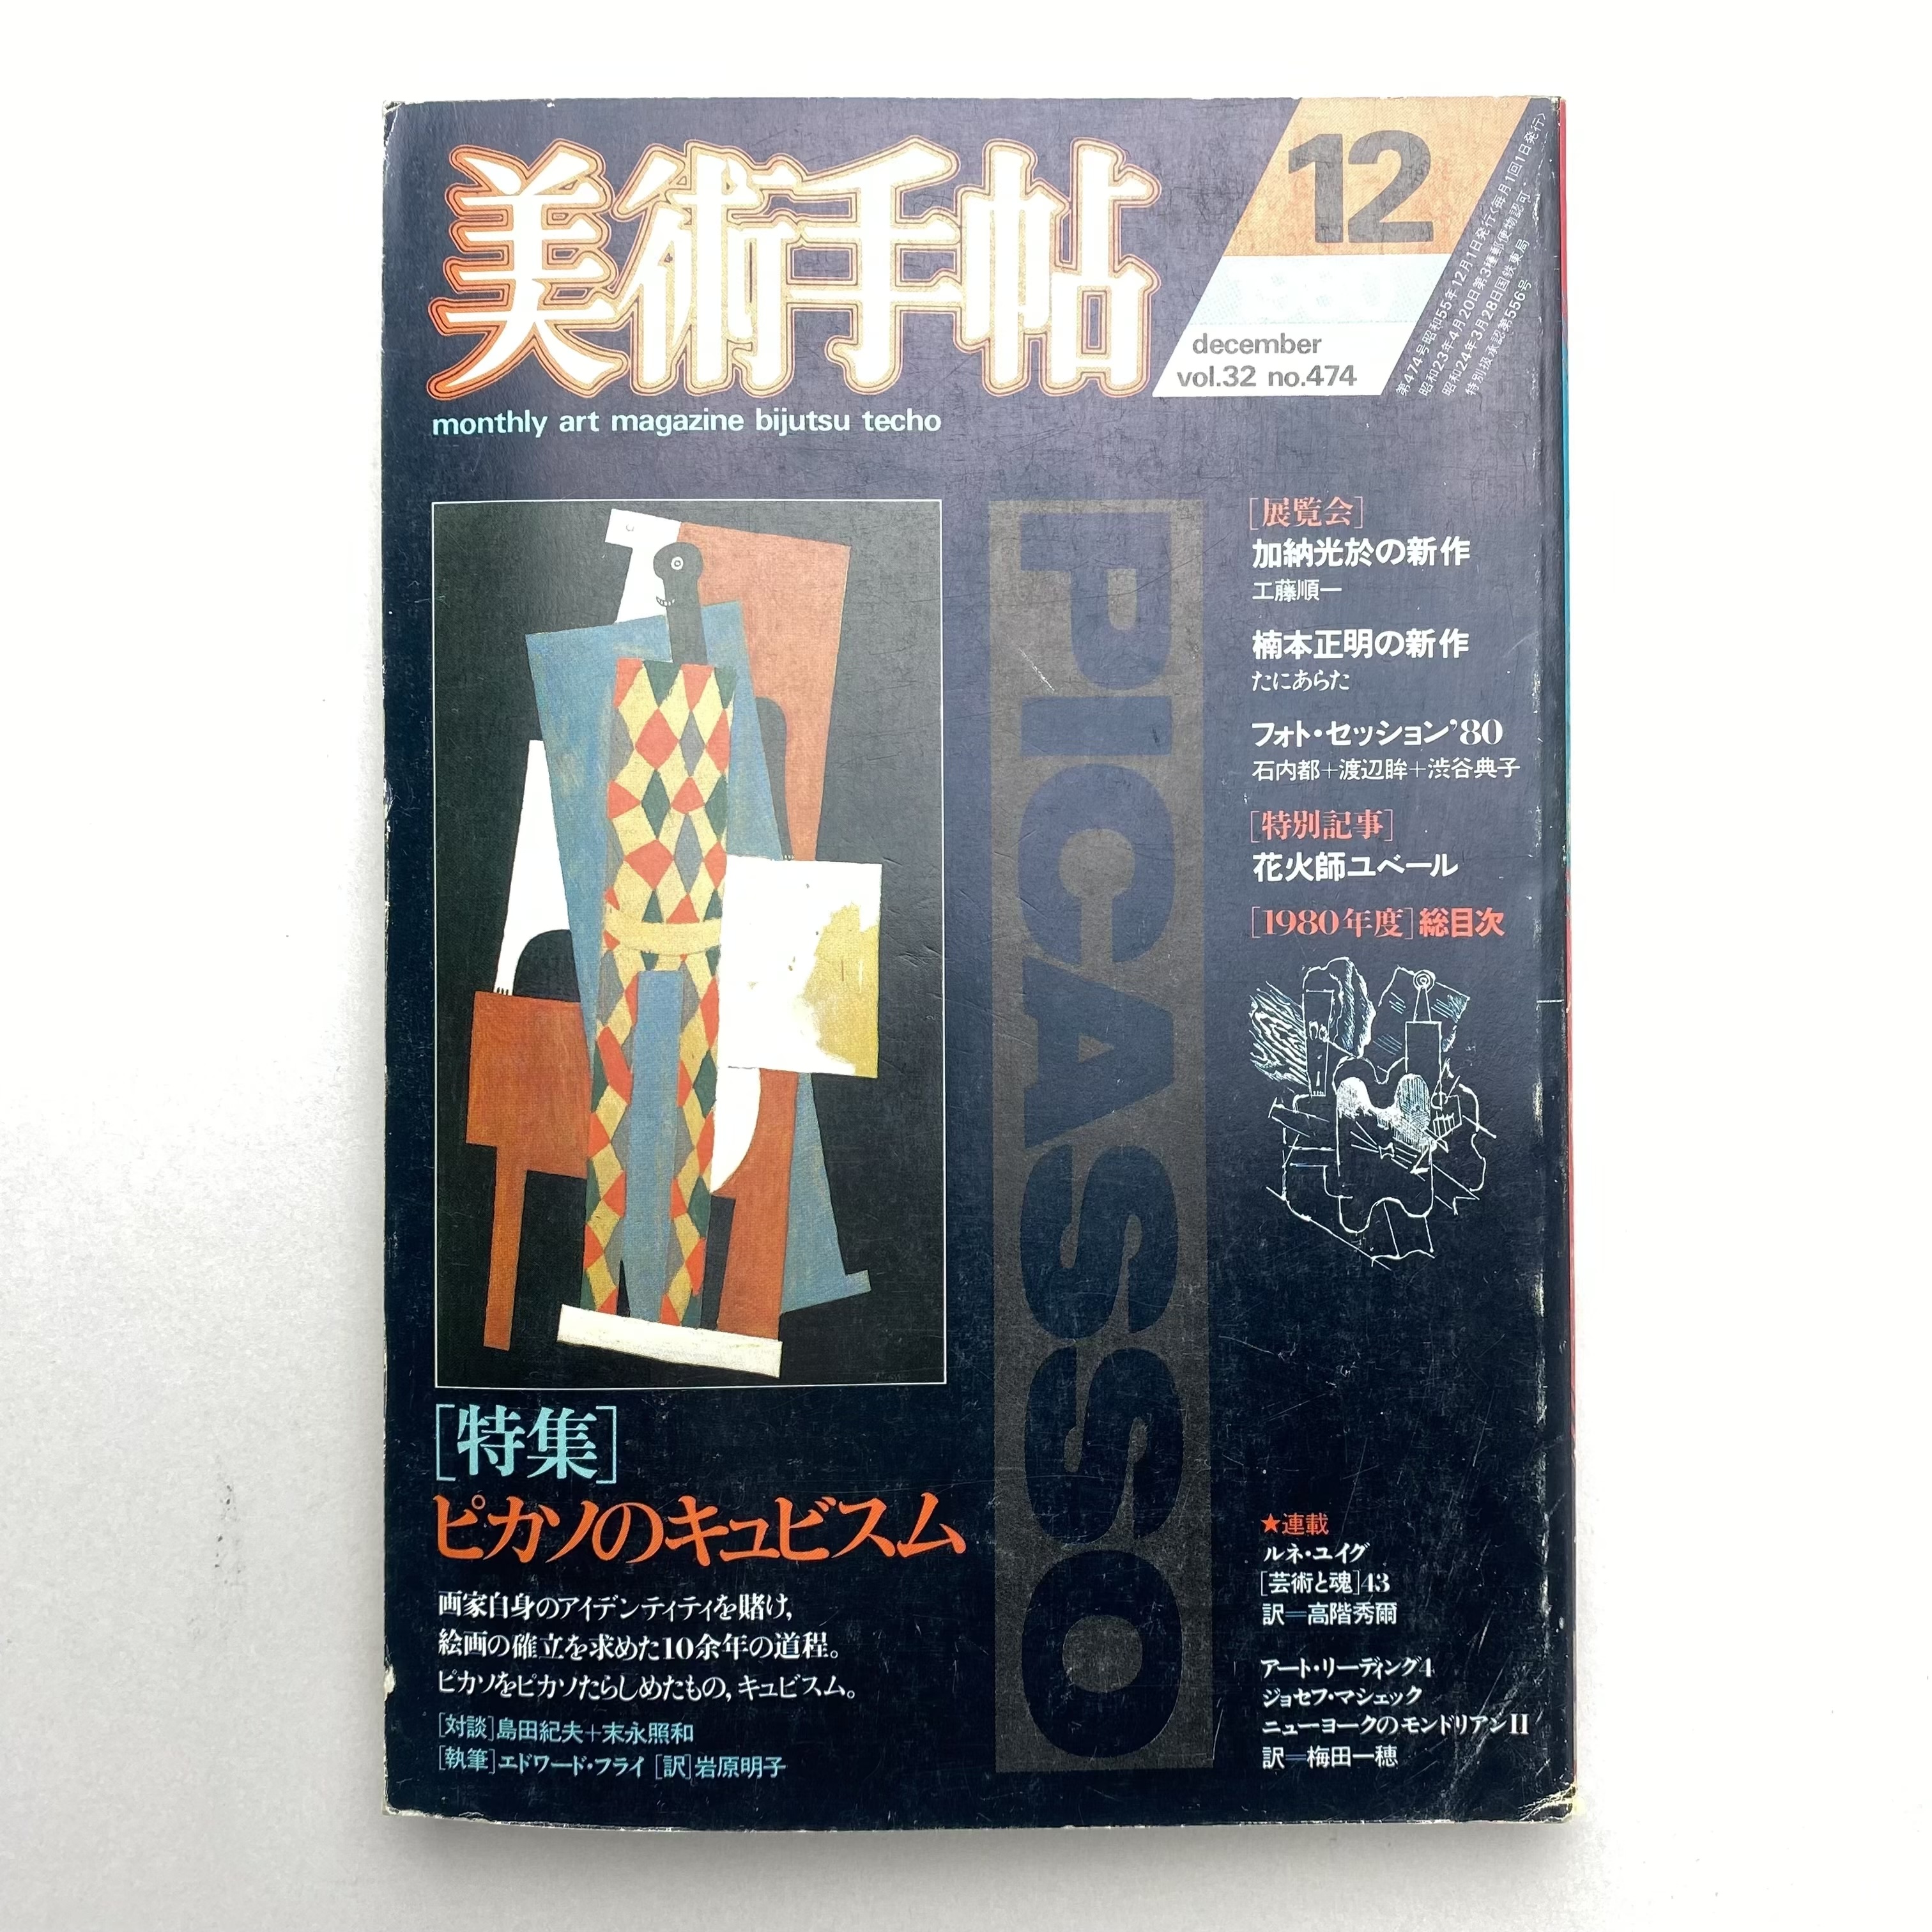 美術手帖
monthly art magazine bijutsu techo
12
1980
december
vol.32 no.474
第474号昭和55年12月1日発行〈毎月1回1日発行〉
昭和23年4月20日第3種郵便物認可・
昭和24年3月28日国鉄東局
特別扱承認第556号
PICASSO
[展覧会]
加納光於の新作
工藤順一
楠本正明の新作
たにあらた
フォト・セッション’80
石内都+渡辺眸+渋谷典子
[特別記事]
花火師ユベール
[1980年度]総目次
[特集]
ピカソのキュビスム
画家自身のアイデンティティを賭け,
絵画の確立を求めた10余年の道程。
ピカソをピカソたらしめたもの,キュビスム。
[対談]島田紀夫+末永照和
[執筆]エドワード・フライ [訳]岩原明子
★連載
ルネ・ユイグ
[芸術と魂]43
訳=高階秀爾
アート・リーディング4
ジョセフ・マシェック
ニューヨークのモンドリアンII
訳=梅田一穂